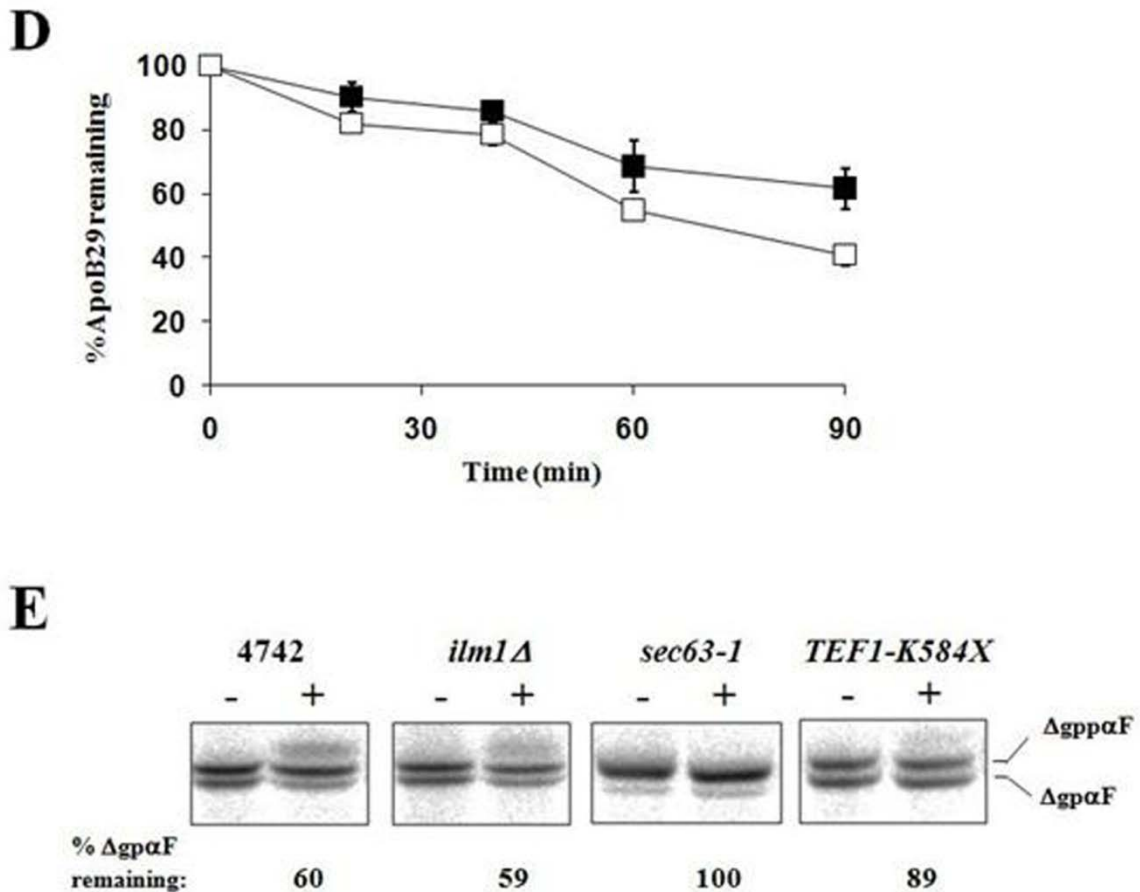 D
100
80
60
40
20
0
%ApoB29 remaining
0 30 60 90
Time (min)
E
4742 ilm1Δ sec63-1 TEF1-K584X
- + - + - + - +
ΔgppαF
ΔgpαF
% ΔgpαF
remaining: 60 59 100 89